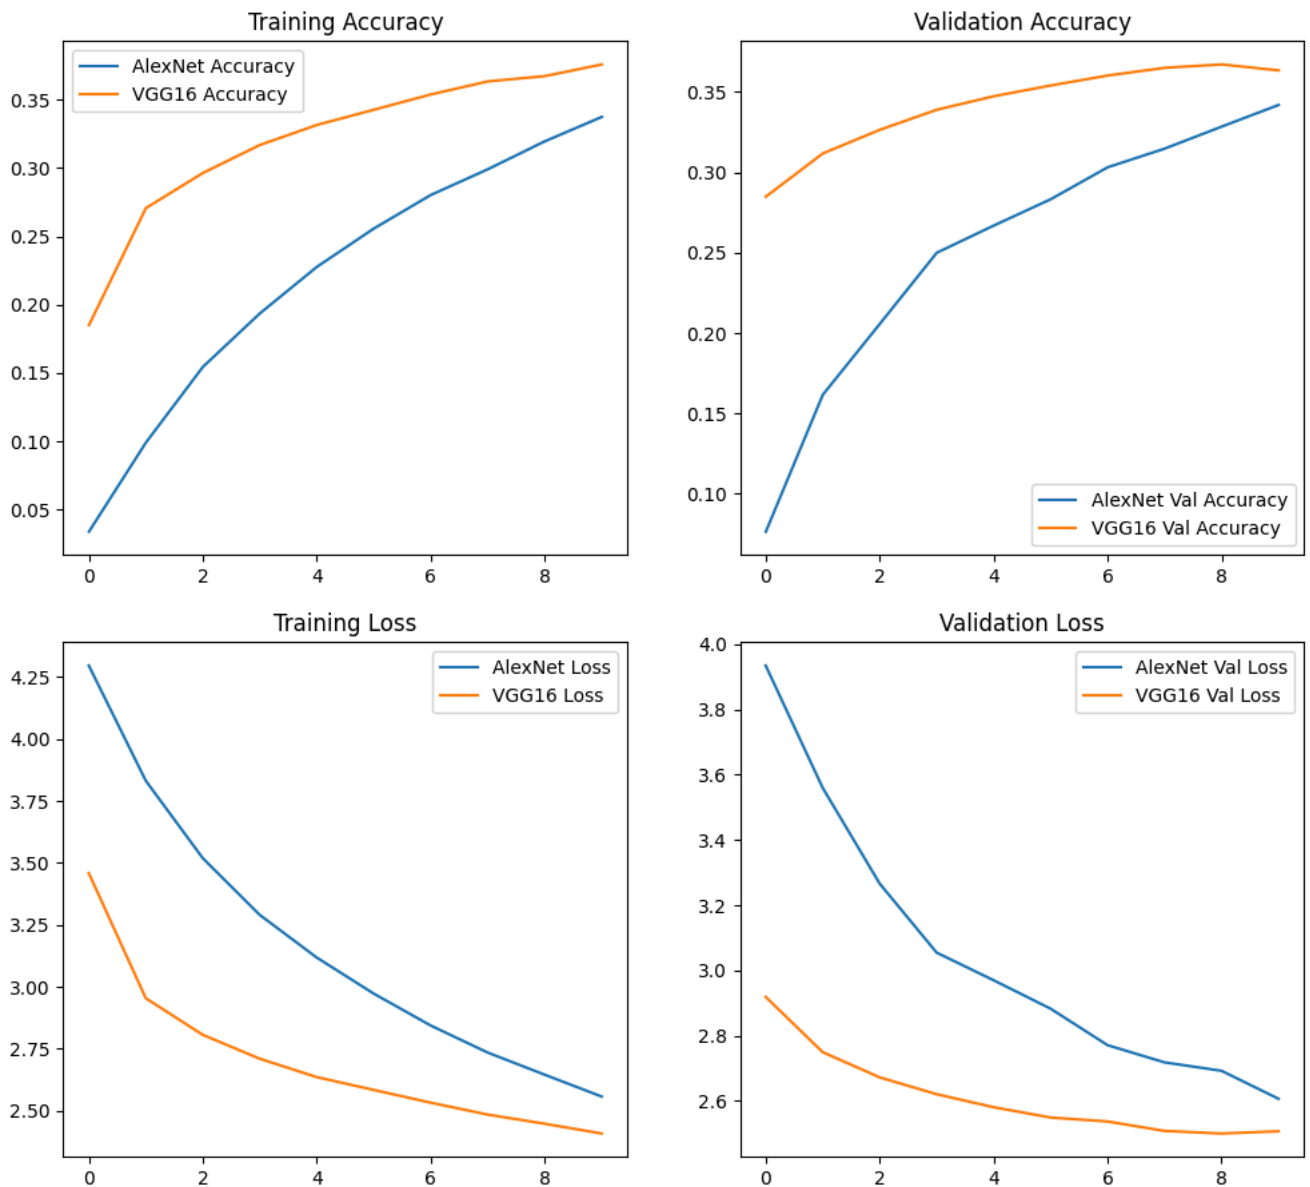 Training Accuracy
AlexNet Accuracy
VGG16 Accuracy
0.35
0.30
0.25
0.20
0.15
0.10
0.05
0 2 4 6 8
Validation Accuracy
0.35
0.30
0.25
0.20
0.15
0.10
AlexNet Val Accuracy
VGG16 Val Accuracy
0 2 4 6 8
Training Loss
AlexNet Loss
VGG16 Loss
4.25
4.00
3.75
3.50
3.25
3.00
2.75
2.50
0 2 4 6 8
Validation Loss
AlexNet Val Loss
VGG16 Val Loss
4.0
3.8
3.6
3.4
3.2
3.0
2.8
2.6
0 2 4 6 8